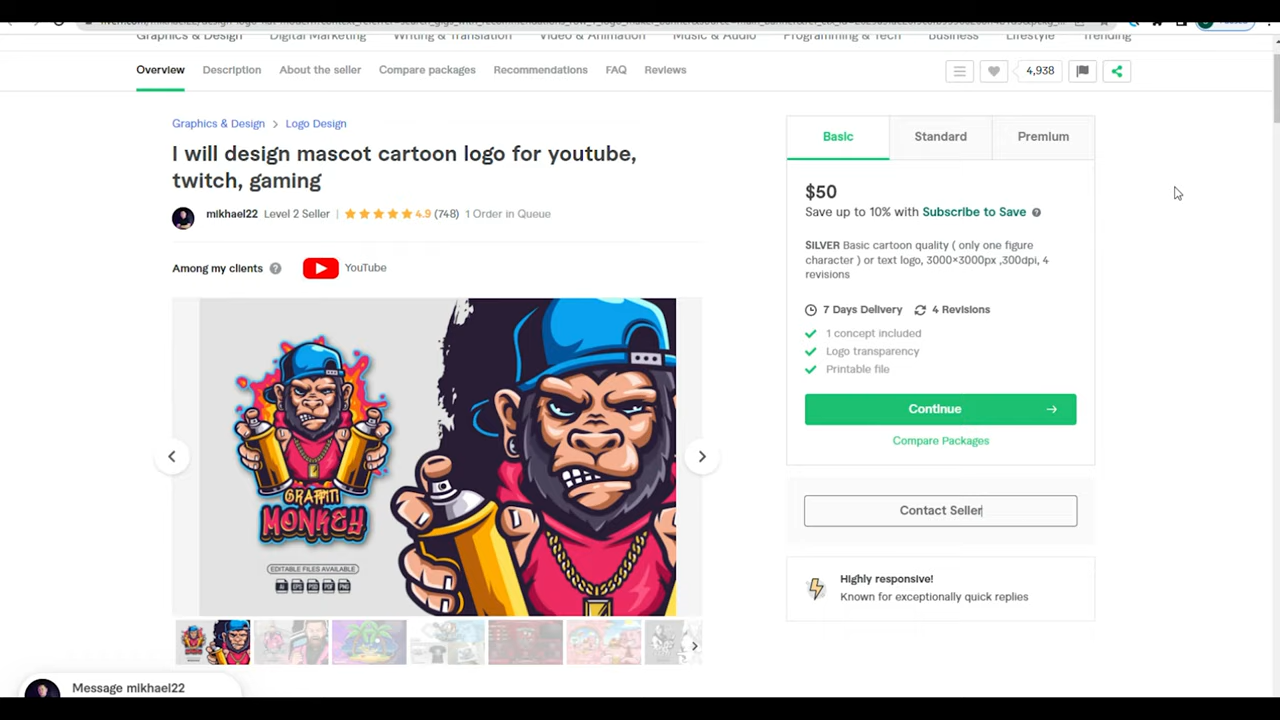 Graphics & Design
Digital Marketing
Writing & Translation
Video & Animation
Music & Audio
Programming & Tech
Business
Lifestyle
Trending
Overview
Description
About the seller
Compare packages
Recommendations
FAQ
Reviews
4,938
Graphics & Design > Logo Design
I will design mascot cartoon logo for youtube,
twitch, gaming
mikhael22 Level 2 Seller | 4.9 (748) 1 Order in Queue
Among my clients ? YouTube
GRAFFITI
MONKEY
EDITABLE FILES AVAILABLE
AI EPS PSD PDF PNG
Basic
Standard
Premium
$50
Save up to 10% with Subscribe to Save ?
SILVER Basic cartoon quality ( only one figure
character ) or text logo, 3000×3000px ,300dpi, 4
revisions
7 Days Delivery 4 Revisions
1 concept included
Logo transparency
Printable file
Continue
Compare Packages
Contact Seller
Highly responsive!
Known for exceptionally quick replies
Message mikhael22